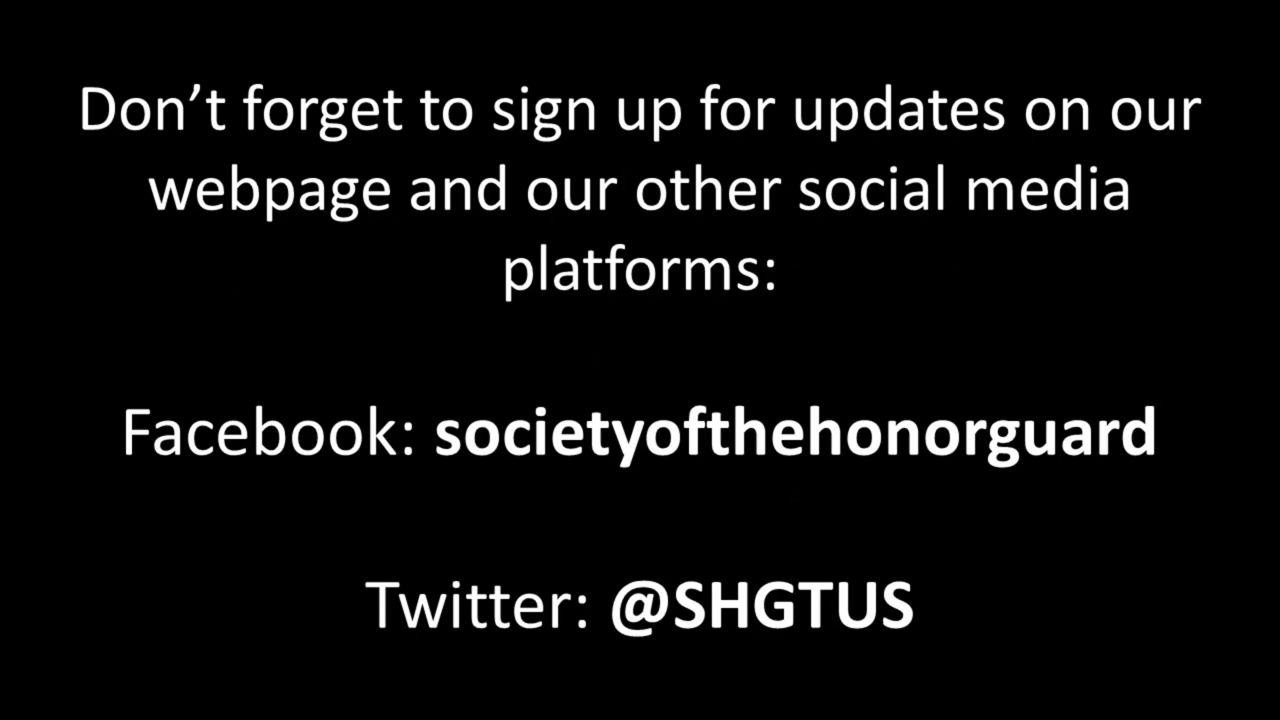 Don’t forget to sign up for updates on our
webpage and our other social media
platforms:
Facebook: societyofthehonorguard
Twitter: @SHGTUS